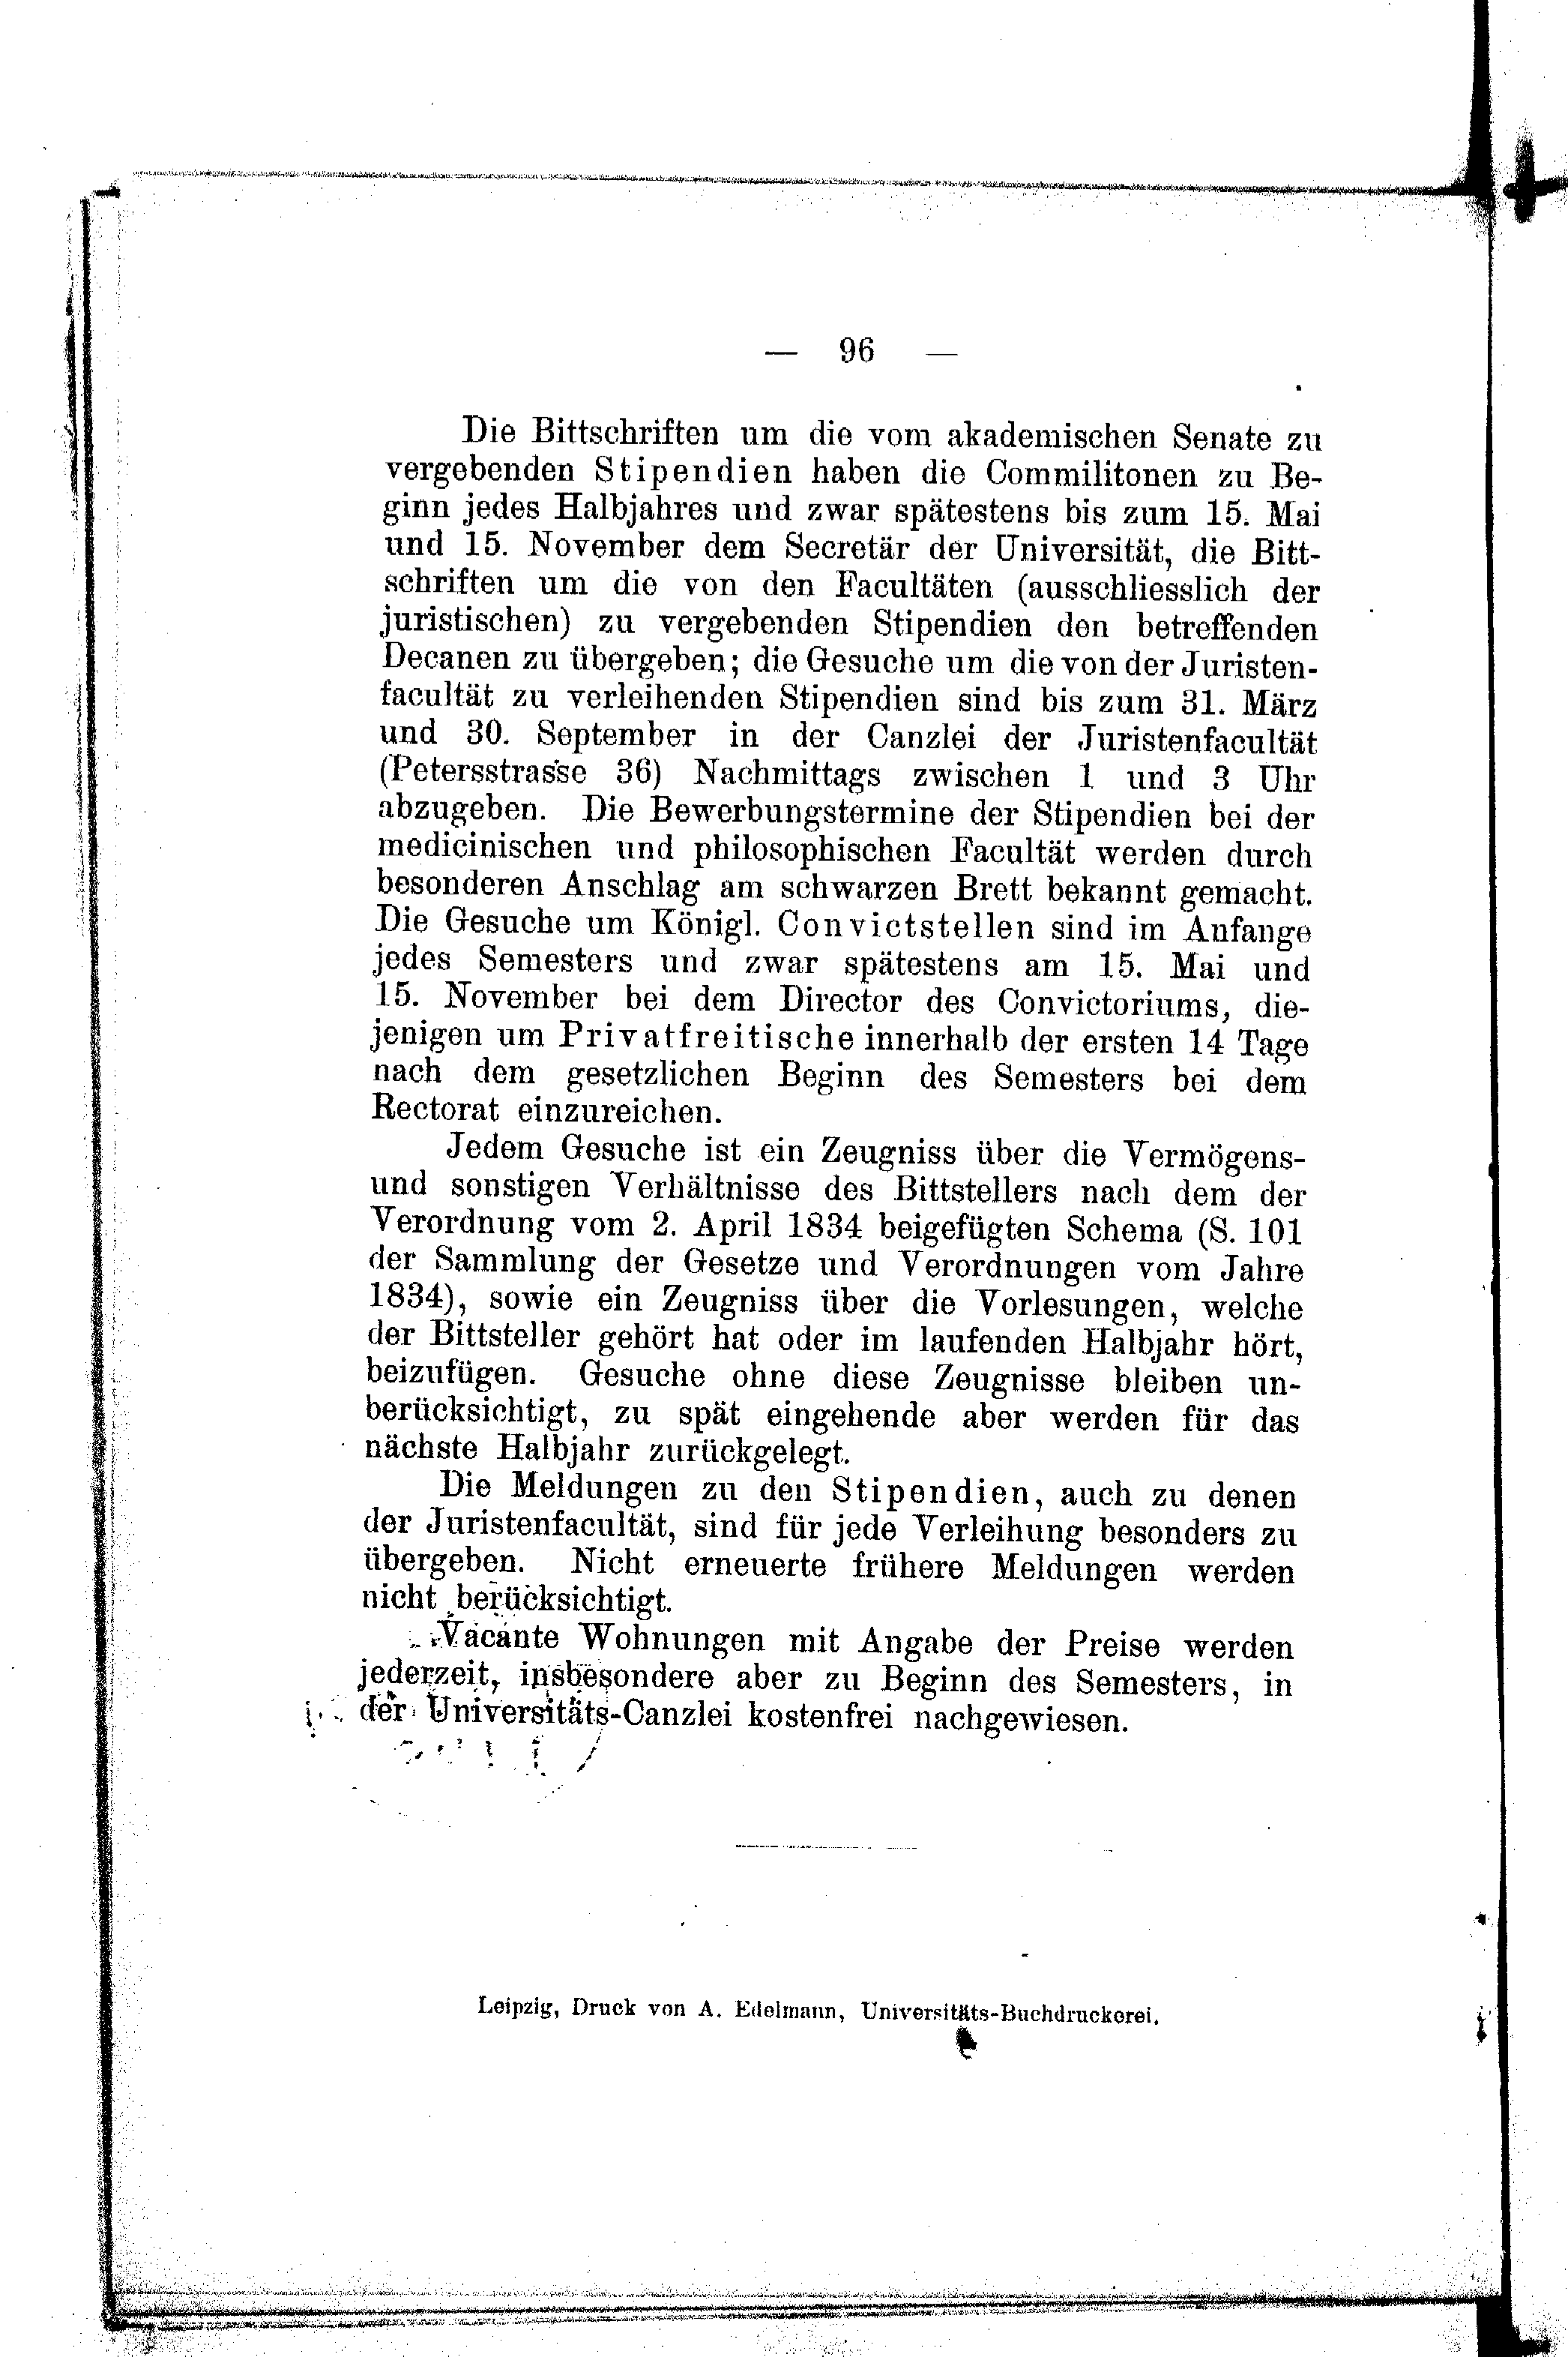 — 96 —
Die Bittschriften um die vom akademischen Senate zu
vergebenden Stipendien haben die Commilitonen zu Be-
ginn jedes Halbjahres und zwar spätestens bis zum 15. Mai
und 15. November dem Secretär der Universität, die Bitt-
schriften um die von den Facultäten (ausschliesslich der
juristischen) zu vergebenden Stipendien den betreffenden
Decanen zu übergeben; die Gesuche um die von der Juristen-
facultät zu verleihenden Stipendien sind bis zum 31. März
und 30. September in der Canzlei der Juristenfacultät
(Petersstrasse 36) Nachmittags zwischen 1 und 3 Uhr
abzugeben. Die Bewerbungstermine der Stipendien bei der
medicinischen und philosophischen Facultät werden durch
besonderen Anschlag am schwarzen Brett bekannt gemacht.
Die Gesuche um Königl. Convictstellen sind im Anfange
jedes Semesters und zwar spätestens am 15. Mai und
15. November bei dem Director des Convictoriums, die-
jenigen um Privatfreitische innerhalb der ersten 14 Tage
nach dem gesetzlichen Beginn des Semesters bei dem
Rectorat einzureichen.
Jedem Gesuche ist ein Zeugniss über die Vermögens-
und sonstigen Verhältnisse des Bittstellers nach dem der
Verordnung vom 2. April 1834 beigefügten Schema (S. 101
der Sammlung der Gesetze und Verordnungen vom Jahre
1834), sowie ein Zeugniss über die Vorlesungen, welche
der Bittsteller gehört hat oder im laufenden Halbjahr hört,
beizufügen. Gesuche ohne diese Zeugnisse bleiben un-
berücksichtigt, zu spät eingehende aber werden für das
nächste Halbjahr zurückgelegt.
Die Meldungen zu den Stipendien, auch zu denen
der Juristenfacultät, sind für jede Verleihung besonders zu
übergeben. Nicht erneuerte frühere Meldungen werden
nicht berücksichtigt.
Vacante Wohnungen mit Angabe der Preise werden
jederzeit, insbesondere aber zu Beginn des Semesters, in
der Universitäts-Canzlei kostenfrei nachgewiesen.
Leipzig, Druck von A. Edelmann, Universitäts-Buchdruckerei.